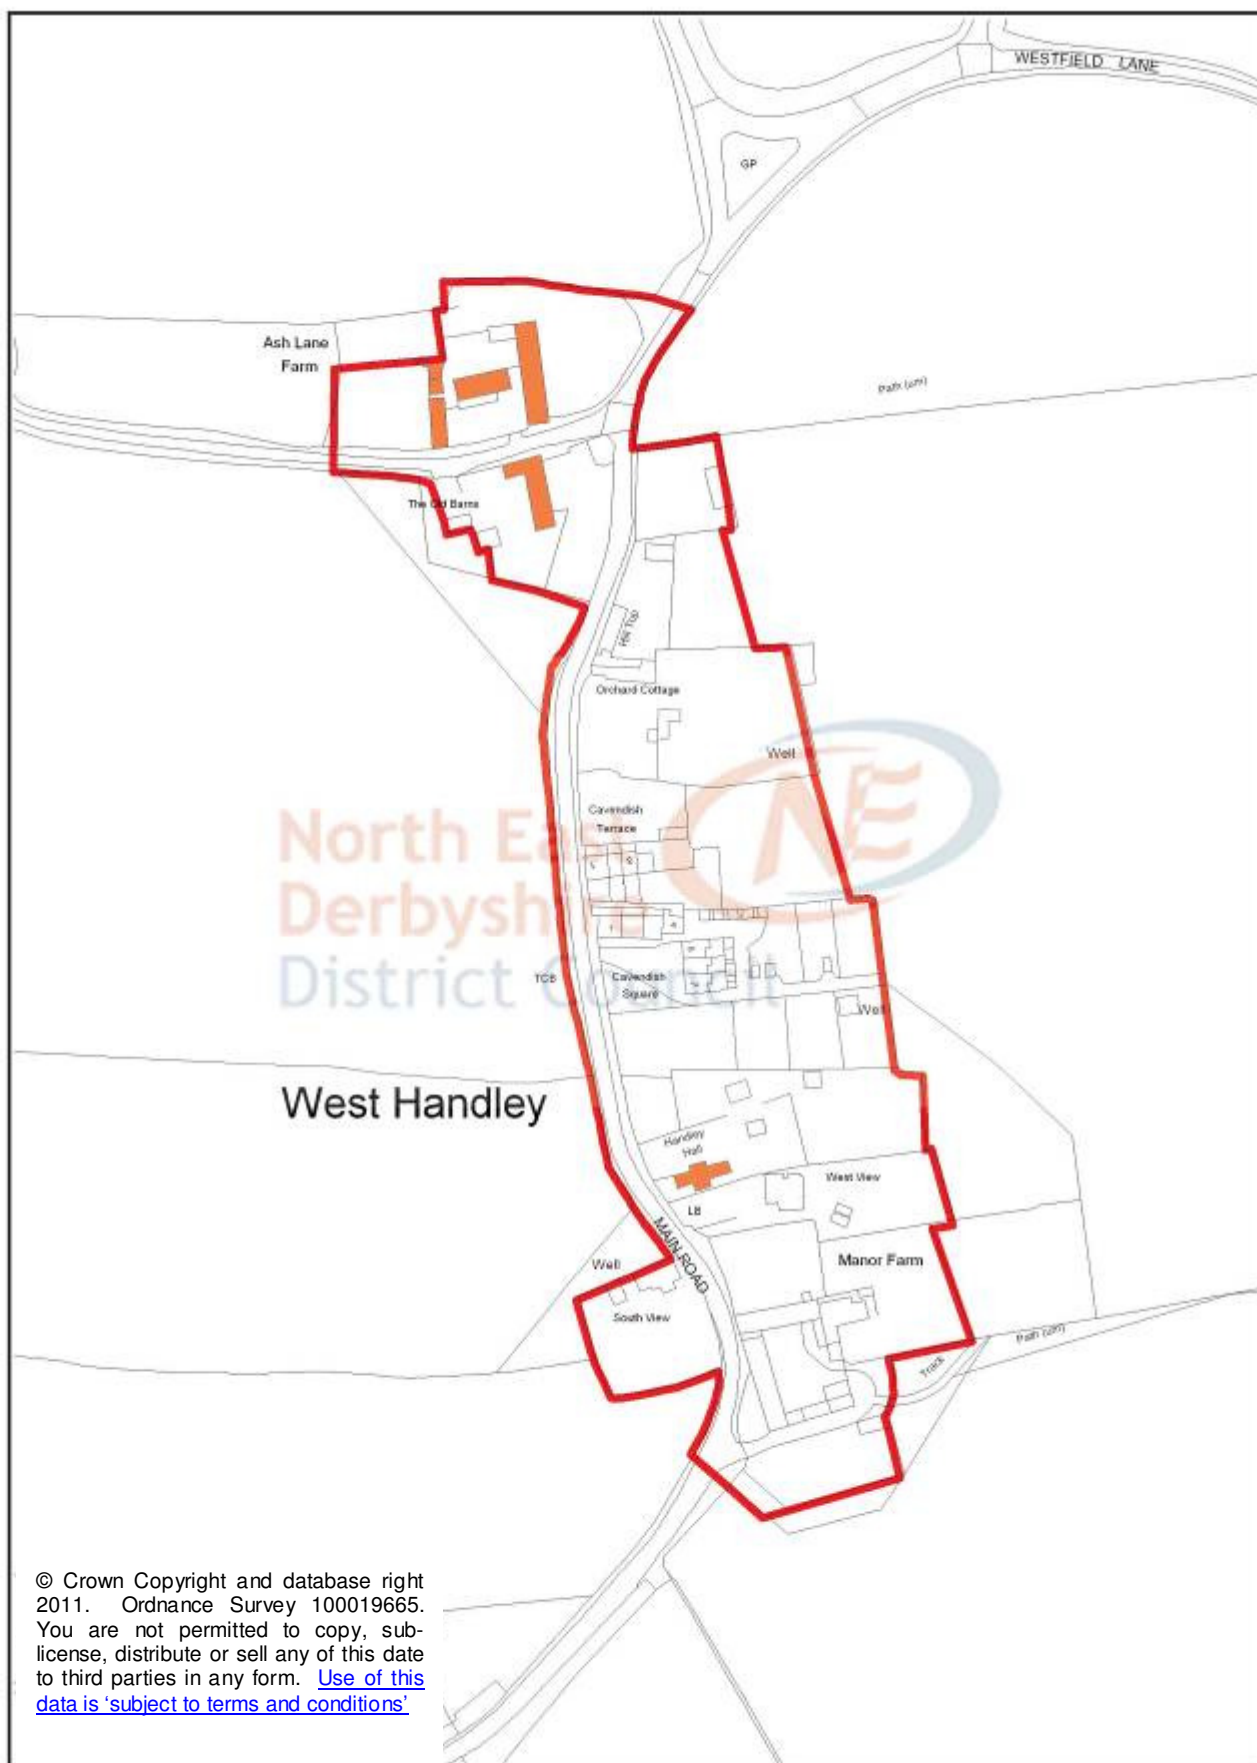 WESTFIELD LANE
GP
Ash Lane
Farm
Path (um)
The Old Barns
Hill Top
Orchard Cottage
Well
Cavendish
Terrace
North East
Derbyshire
District Council
NE
TCB
Cavendish
Square
Well
West Handley
Handley
Hall
West View
LB
MAIN ROAD
Manor Farm
Well
South View
Path (um)
Track
© Crown Copyright and database right
2011. Ordnance Survey 100019665.
You are not permitted to copy, sub-
license, distribute or sell any of this date
to third parties in any form. Use of this
data is ‘subject to terms and conditions’